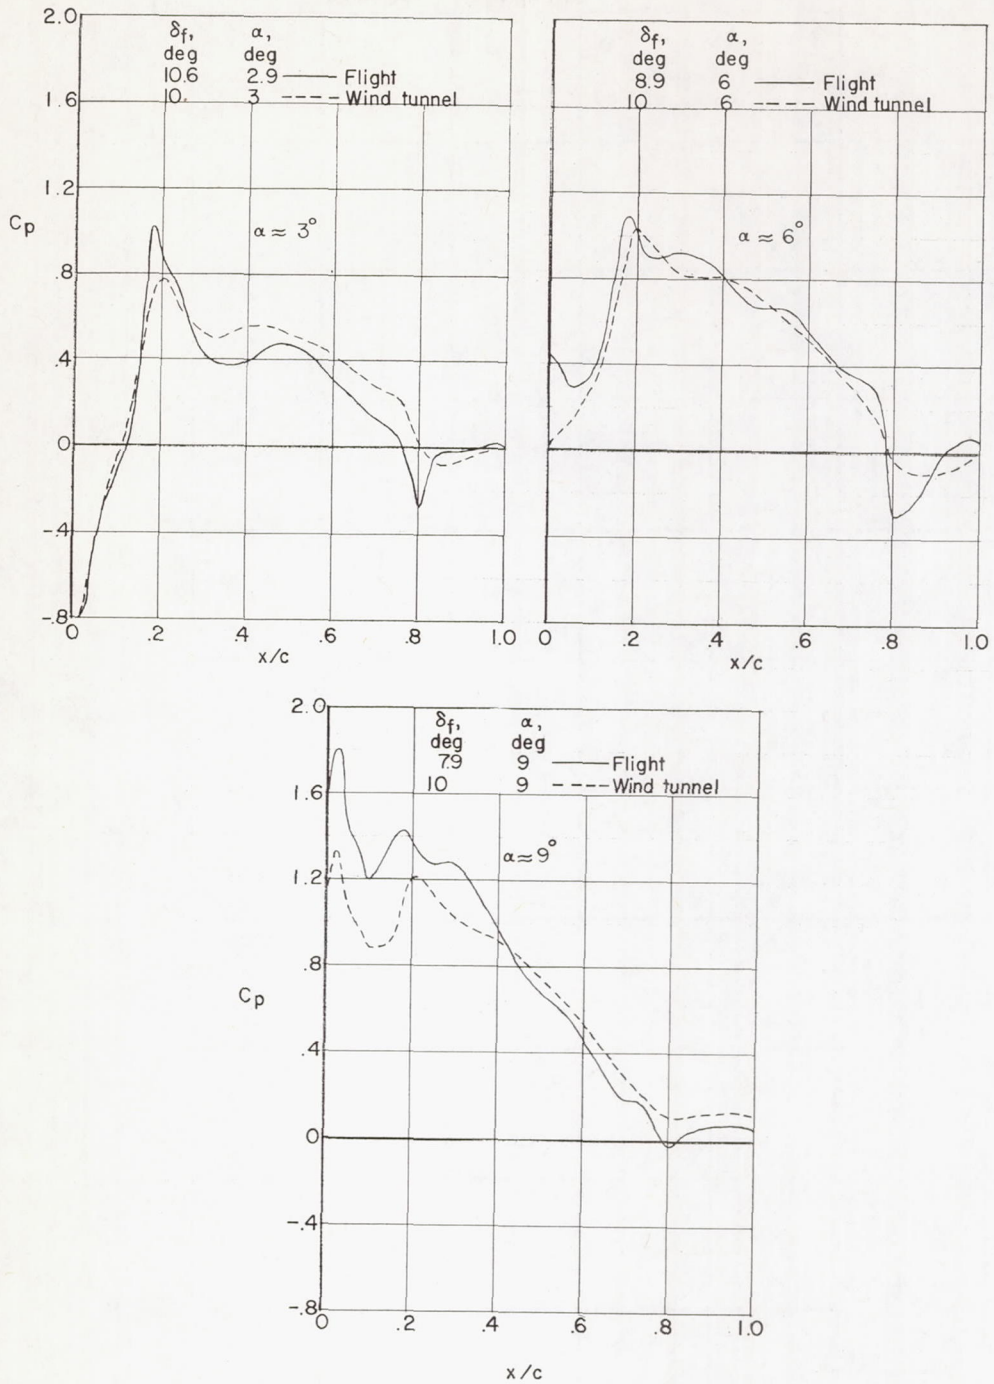 2.0
δf, α,
deg deg
10.6 2.9 Flight
10. 3 Wind tunnel
1.6
1.2
Cp
α ≈ 3°
.8
.4
0
-.4
-.8
0 .2 .4 .6 .8 1.0
x/c
δf, α,
deg deg
8.9 6 Flight
10 6 Wind tunnel
α ≈ 6°
0 .2 .4 .6 .8 1.0
x/c
2.0
δf, α,
deg deg
7.9 9 Flight
10 9 Wind tunnel
1.6
α ≈ 9°
1.2
.8
Cp
.4
0
-.4
-.8
0 .2 .4 .6 .8 1.0
x/c